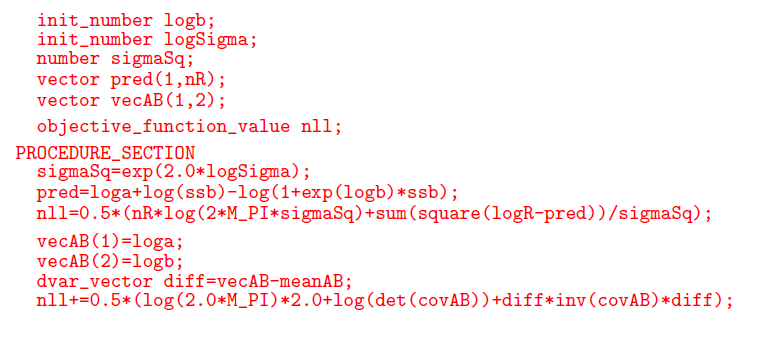 init_number logb;
init_number logSigma;
number sigmaSq;
vector pred(1,nR);
vector vecAB(1,2);
objective_function_value nll;
PROCEDURE_SECTION
sigmaSq=exp(2.0*logSigma);
pred=loga+log(ssb)-log(1+exp(logb)*ssb);
nll=0.5*(nR*log(2*M_PI*sigmaSq)+sum(square(logR-pred))/sigmaSq);
vecAB(1)=loga;
vecAB(2)=logb;
dvar_vector diff=vecAB-meanAB;
nll+=0.5*(log(2.0*M_PI)*2.0+log(det(covAB))+diff*inv(covAB)*diff);